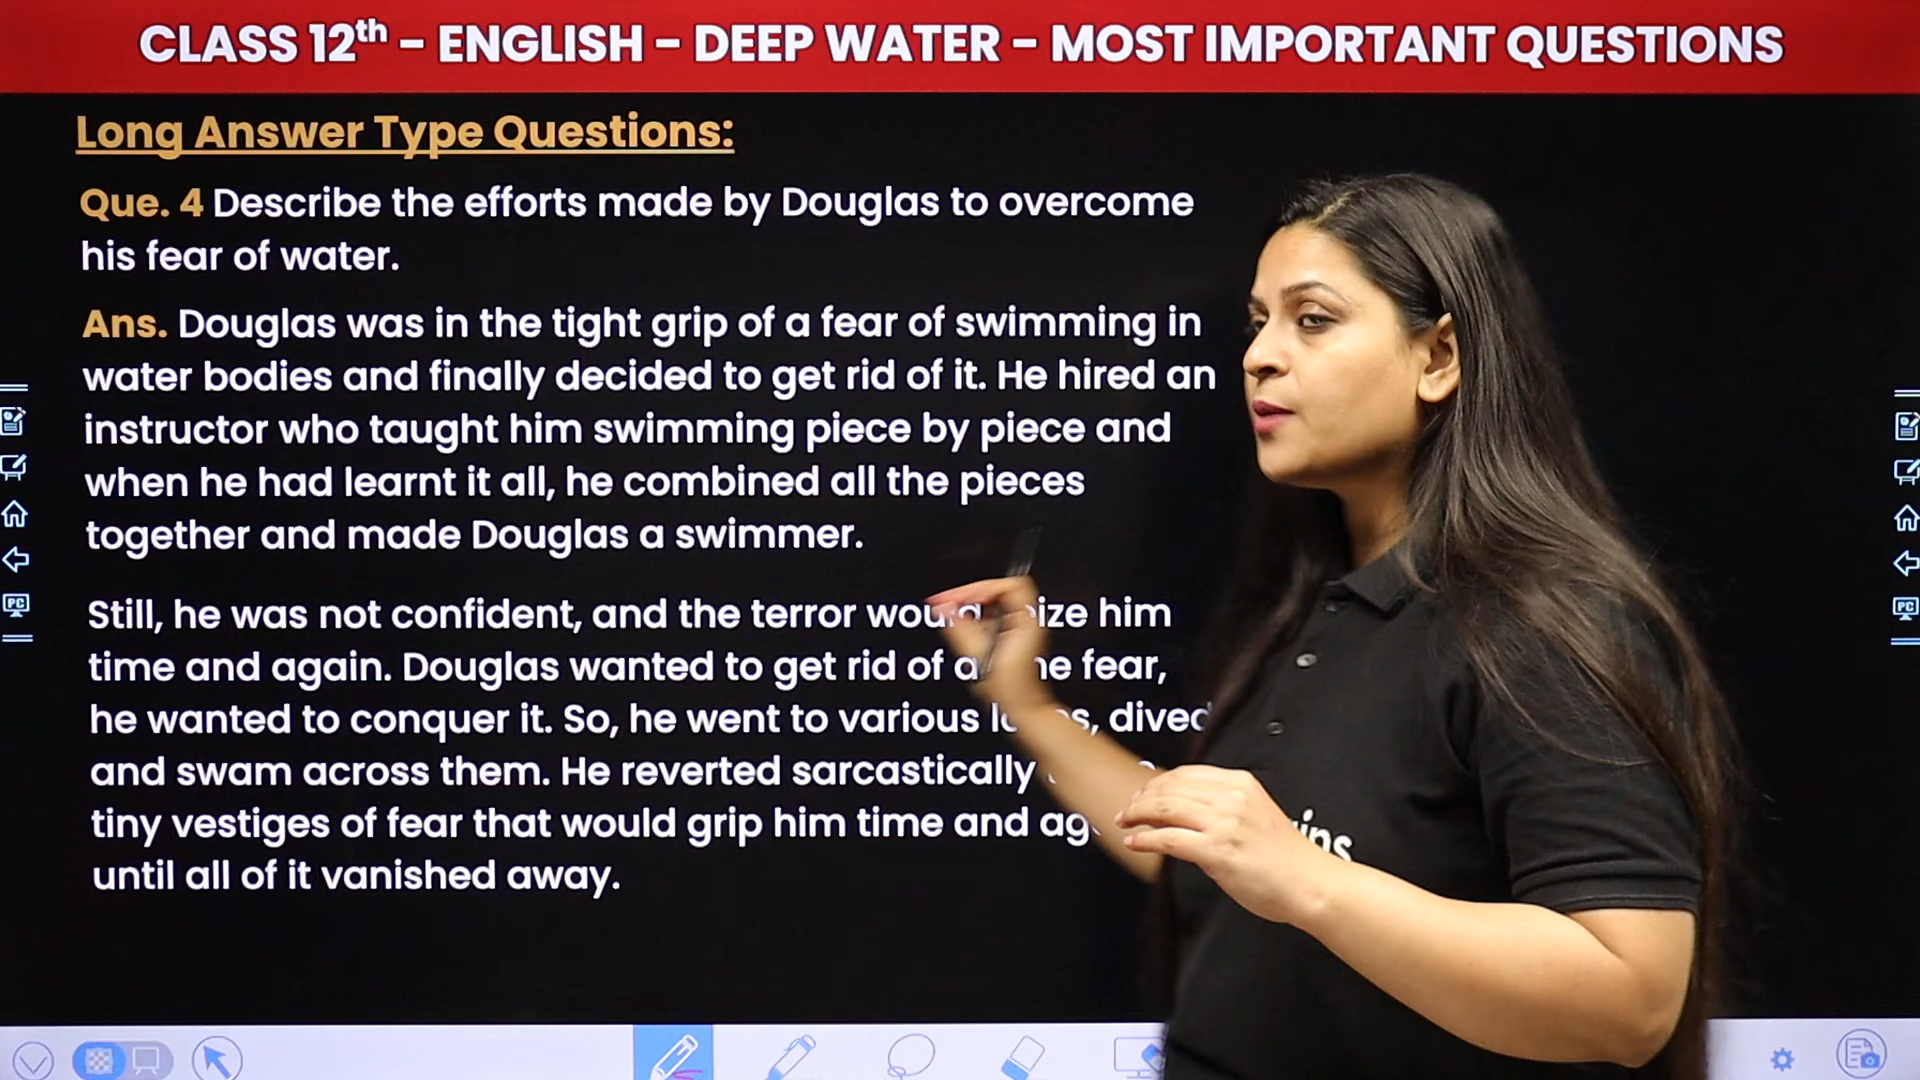 CLASS 12th – ENGLISH – DEEP WATER – MOST IMPORTANT QUESTIONS
Long Answer Type Questions:
Que. 4 Describe the efforts made by Douglas to overcome
his fear of water.
Ans. Douglas was in the tight grip of a fear of swimming in
water bodies and finally decided to get rid of it. He hired an
instructor who taught him swimming piece by piece and
when he had learnt it all, he combined all the pieces
together and made Douglas a swimmer.
Still, he was not confident, and the terror him
time and again. Douglas wanted to get rid of fear,
he wanted to conquer it. So, he went to various dived
and swam across them. He reverted sarcastically
tiny vestiges of fear that would grip him time and
until all of it vanished away.
PC
PC